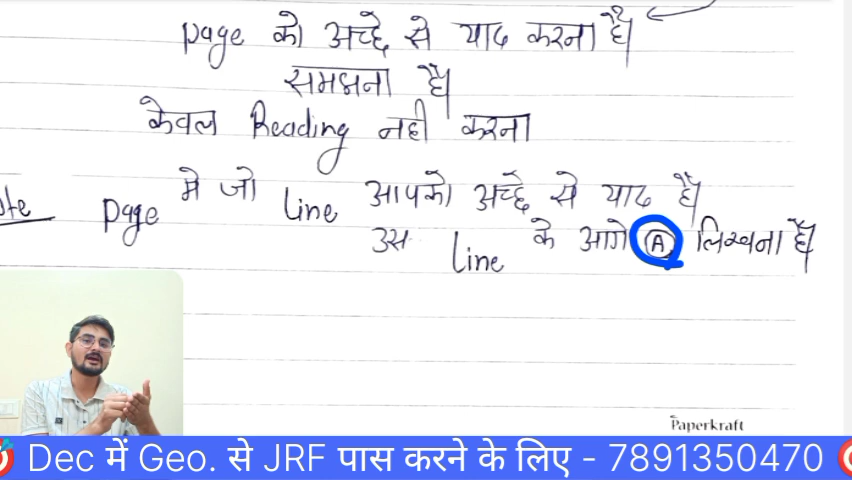 page को अच्छे से याद करना है
समझना है।
केवल Reading नही करना
page मे जो line आपको अच्छे से याद है
उस line के आगे (A) लिखना है
Paperkraft
Dec में Geo. से JRF पास करने के लिए - 7891350470